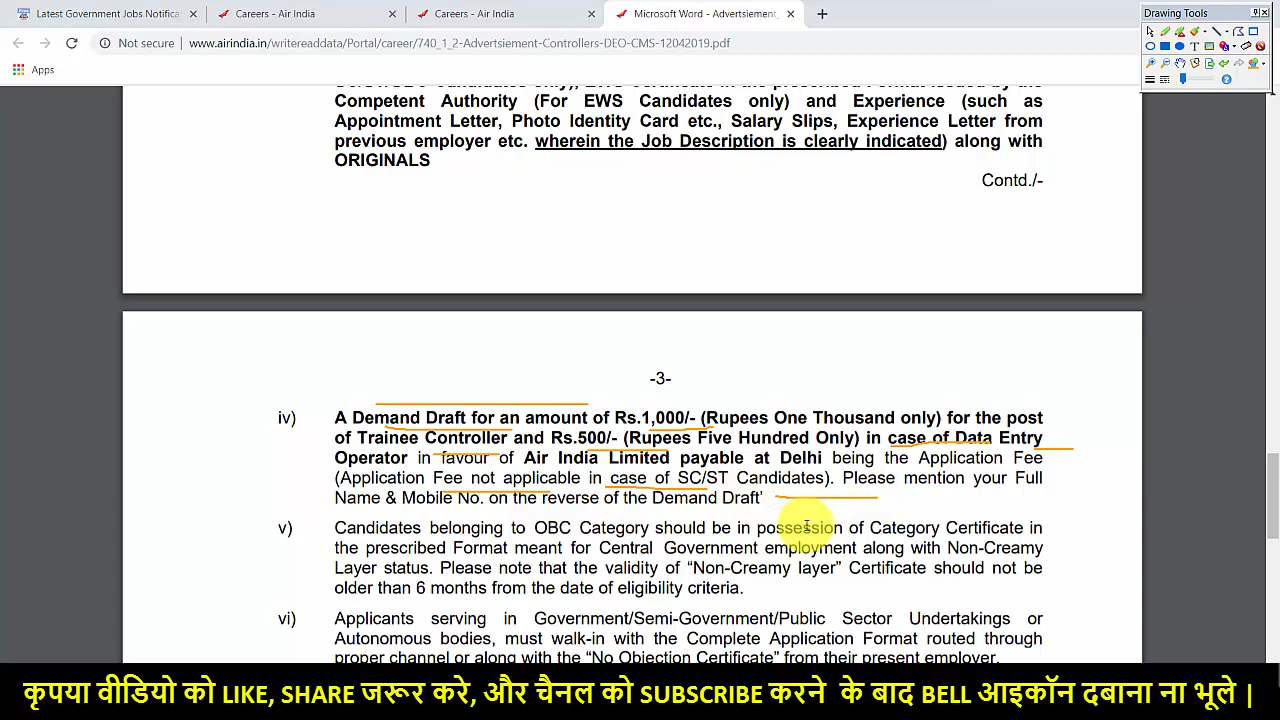 Latest Government Jobs Notifica
Careers - Air India
Careers - Air India
Microsoft Word - Advertsiement
Drawing Tools
Not secure
www.airindia.in/writereaddata/Portal/career/740_1_2-Advertsiement-Controllers-DEO-CMS-12042019.pdf
Apps
Competent Authority (For EWS Candidates only) and Experience (such as
Appointment Letter, Photo Identity Card etc., Salary Slips, Experience Letter from
previous employer etc. wherein the Job Description is clearly indicated) along with
ORIGINALS
Contd./-
-3-
iv) A Demand Draft for an amount of Rs.1,000/- (Rupees One Thousand only) for the post
of Trainee Controller and Rs.500/- (Rupees Five Hundred Only) in case of Data Entry
Operator in favour of Air India Limited payable at Delhi being the Application Fee
(Application Fee not applicable in case of SC/ST Candidates). Please mention your Full
Name & Mobile No. on the reverse of the Demand Draft'
v) Candidates belonging to OBC Category should be in possession of Category Certificate in
the prescribed Format meant for Central Government employment along with Non-Creamy
Layer status. Please note that the validity of “Non-Creamy layer” Certificate should not be
older than 6 months from the date of eligibility criteria.
vi) Applicants serving in Government/Semi-Government/Public Sector Undertakings or
Autonomous bodies, must walk-in with the Complete Application Format routed through
proper channel or along with the “No Objection Certificate” from their present employer.
कृपया वीडियो को LIKE, SHARE जरूर करे, और चैनल को SUBSCRIBE करने के बाद BELL आइकॉन दबाना ना भूले |